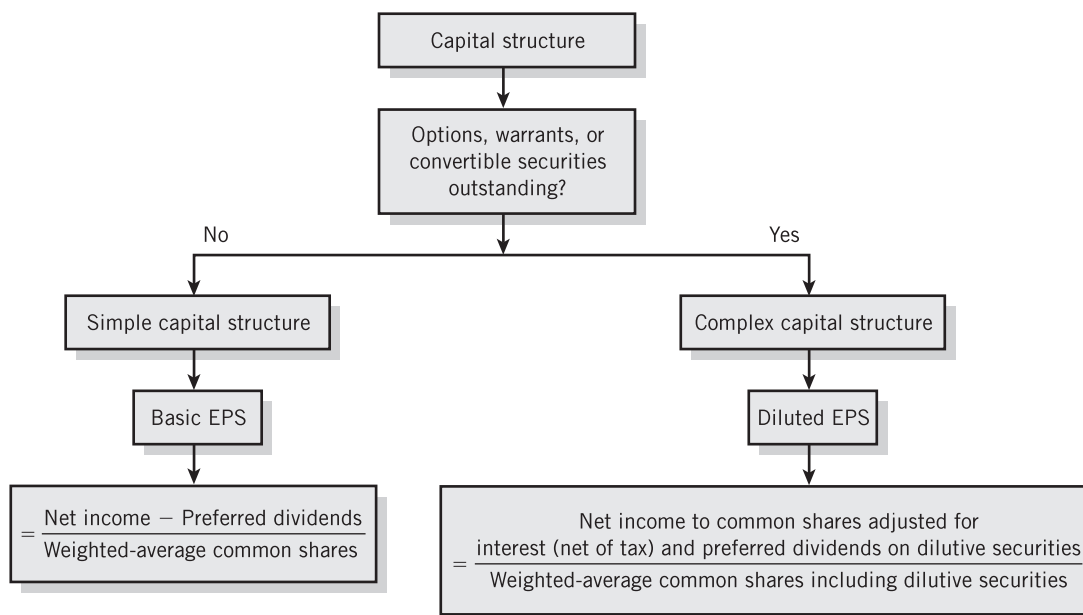 Capital structure
Options, warrants, or
convertible securities
outstanding?
No
Yes
Simple capital structure
Complex capital structure
Basic EPS
Diluted EPS
= Net income − Preferred dividends
Weighted-average common shares
Net income to common shares adjusted for
= interest (net of tax) and preferred dividends on dilutive securities
Weighted-average common shares including dilutive securities